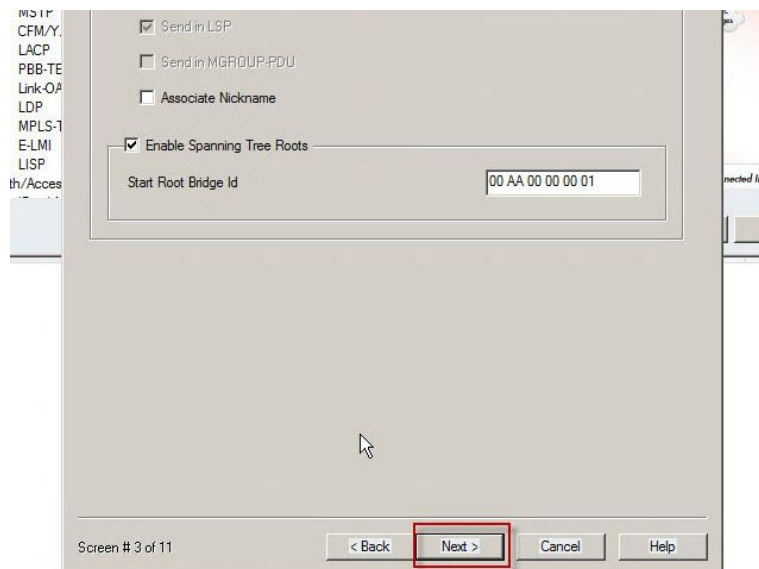 MSTP
CFM/Y.
LACP
PBB-TE
Link-OA
LDP
MPLS-T
E-LMI
LISP
th/Acces
Send in LSP
Send in MGROUP-PDU
Associate Nickname
Enable Spanning Tree Roots
Start Root Bridge Id 00 AA 00 00 00 01
nected
Screen # 3 of 11 < Back Next > Cancel Help